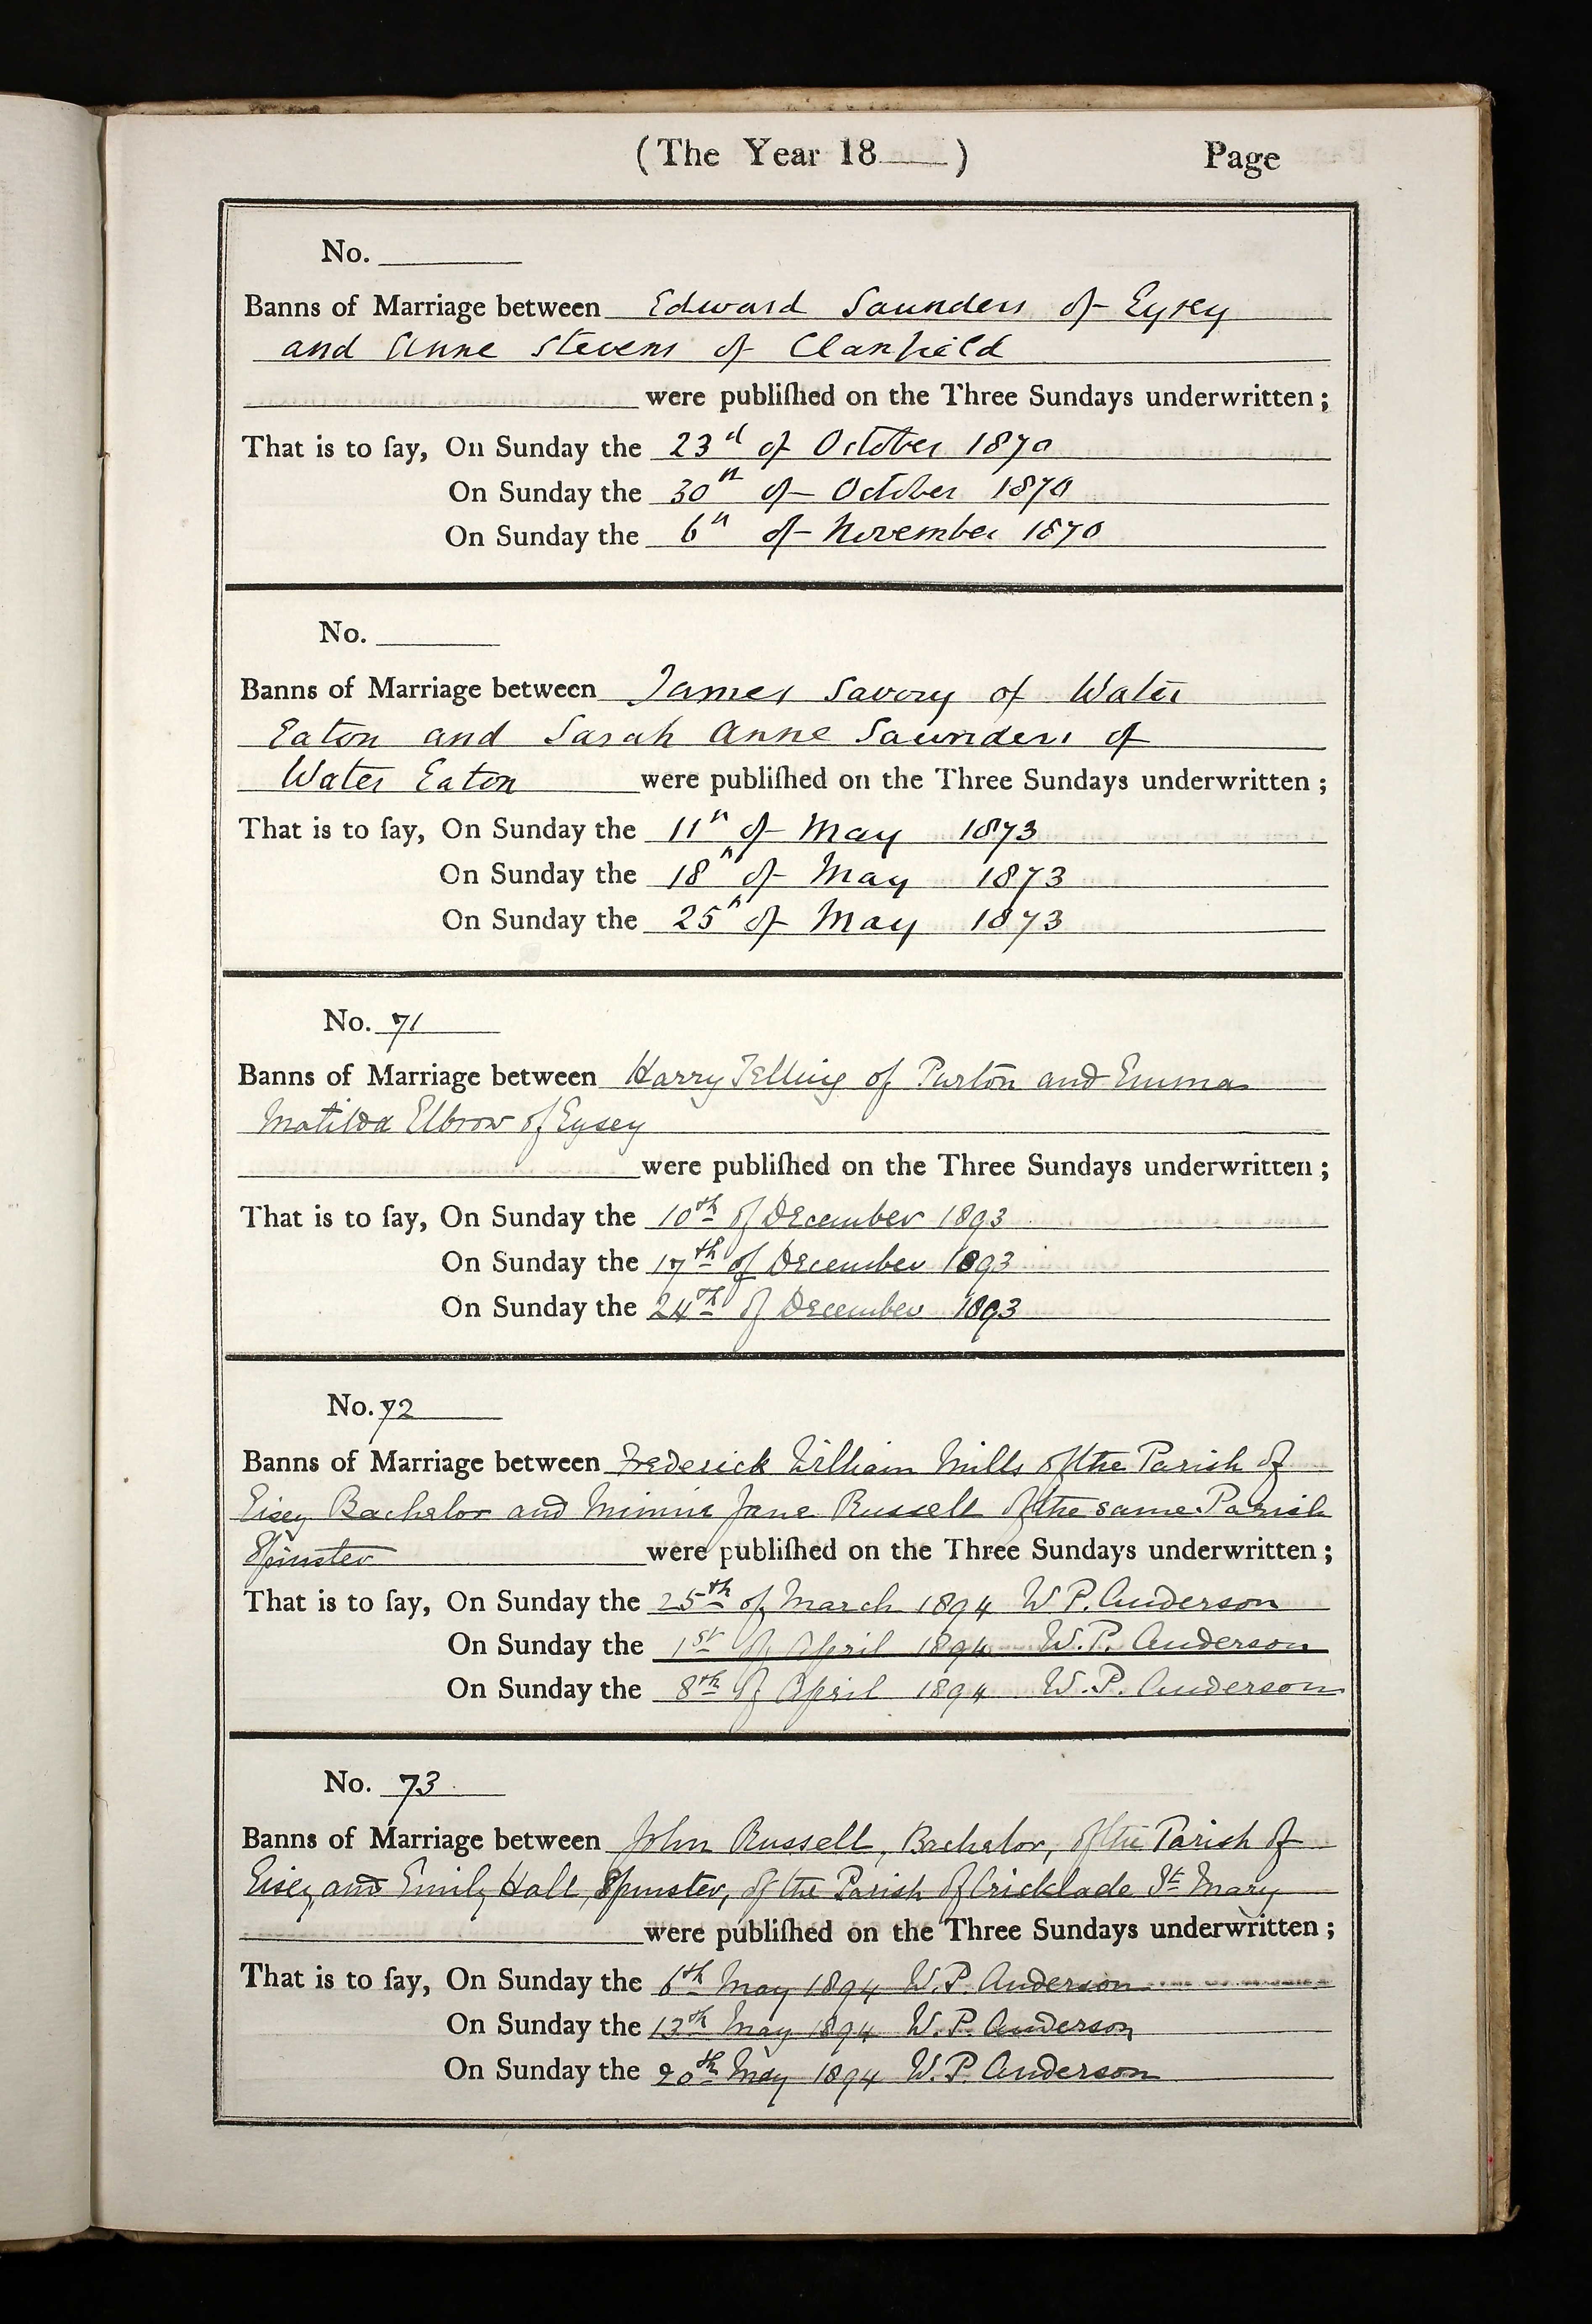 (The Year 18 ) Page
No.
Banns of Marriage between Edward Saunders of Eysey
and Anne Stevens of Clanfield
were publiſhed on the Three Sundays underwritten ;
That is to ſay, On Sunday the 23d of October 1870
On Sunday the 30th of October 1870
On Sunday the 6th of November 1870
No.
Banns of Marriage between James Savory of Water
Eaton and Sarah Anne Saunders of
Water Eaton were publiſhed on the Three Sundays underwritten ;
That is to ſay, On Sunday the 11th of May 1873
On Sunday the 18th of May 1873
On Sunday the 25th of May 1873
No. 71
Banns of Marriage between Harry Telling of Purton and Emma
Matilda Elbrow of Eysey
were publiſhed on the Three Sundays underwritten ;
That is to ſay, On Sunday the 10th of December 1893
On Sunday the 17th of December 1893
On Sunday the 24th of December 1893
No. 72
Banns of Marriage between Frederick William Mills of the Parish of
Eisey Bachelor and Minnie Jane Russell of the same Parish
Spinster were publiſhed on the Three Sundays underwritten ;
That is to ſay, On Sunday the 25th of March 1894 W. P. Anderson
On Sunday the 1st of April 1894 W. P. Anderson
On Sunday the 8th of April 1894 W. P. Anderson
No. 73
Banns of Marriage between John Russell, Bachelor, of the Parish of
Eisey, and Emily Hall, Spinster, of the Parish of Cricklade St Mary
were publiſhed on the Three Sundays underwritten ;
That is to ſay, On Sunday the 6th May 1894 W. P. Anderson
On Sunday the 13th May 1894 W. P. Anderson
On Sunday the 20th May 1894 W. P. Anderson